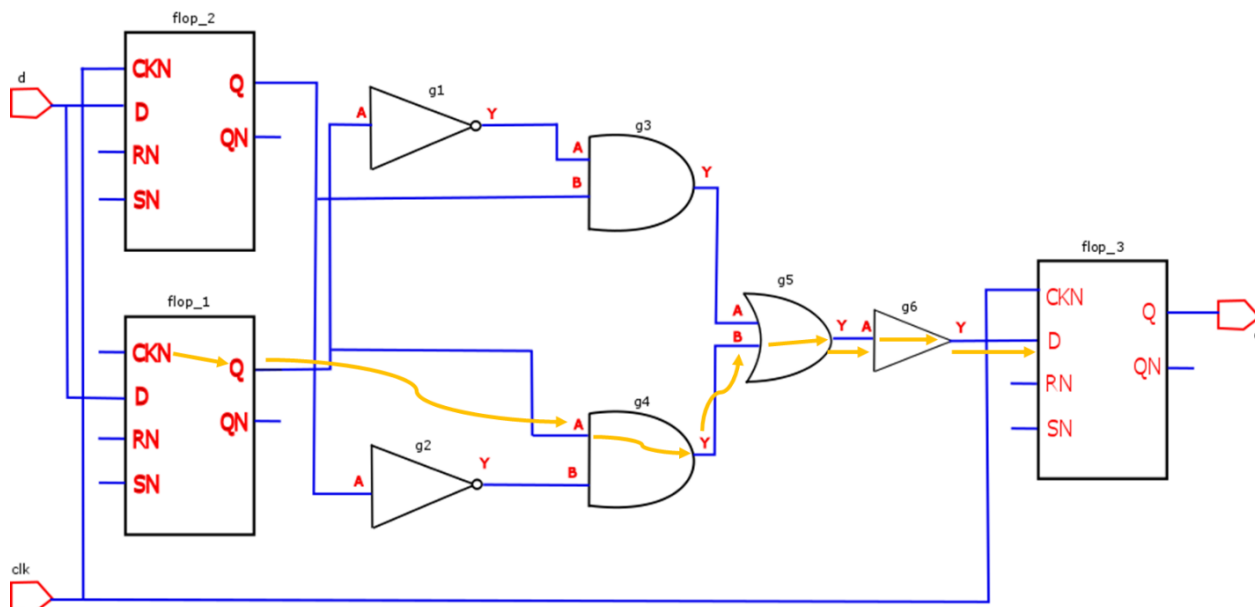 flop_2
d
CKN
D
RN
SN
Q
QN
flop_1
CKN
D
RN
SN
Q
QN
clk
A
g1
Y
A
g2
Y
A
B
g3
Y
A
B
g4
Y
A
B
g5
Y
A
g6
Y
flop_3
CKN
D
RN
SN
Q
QN